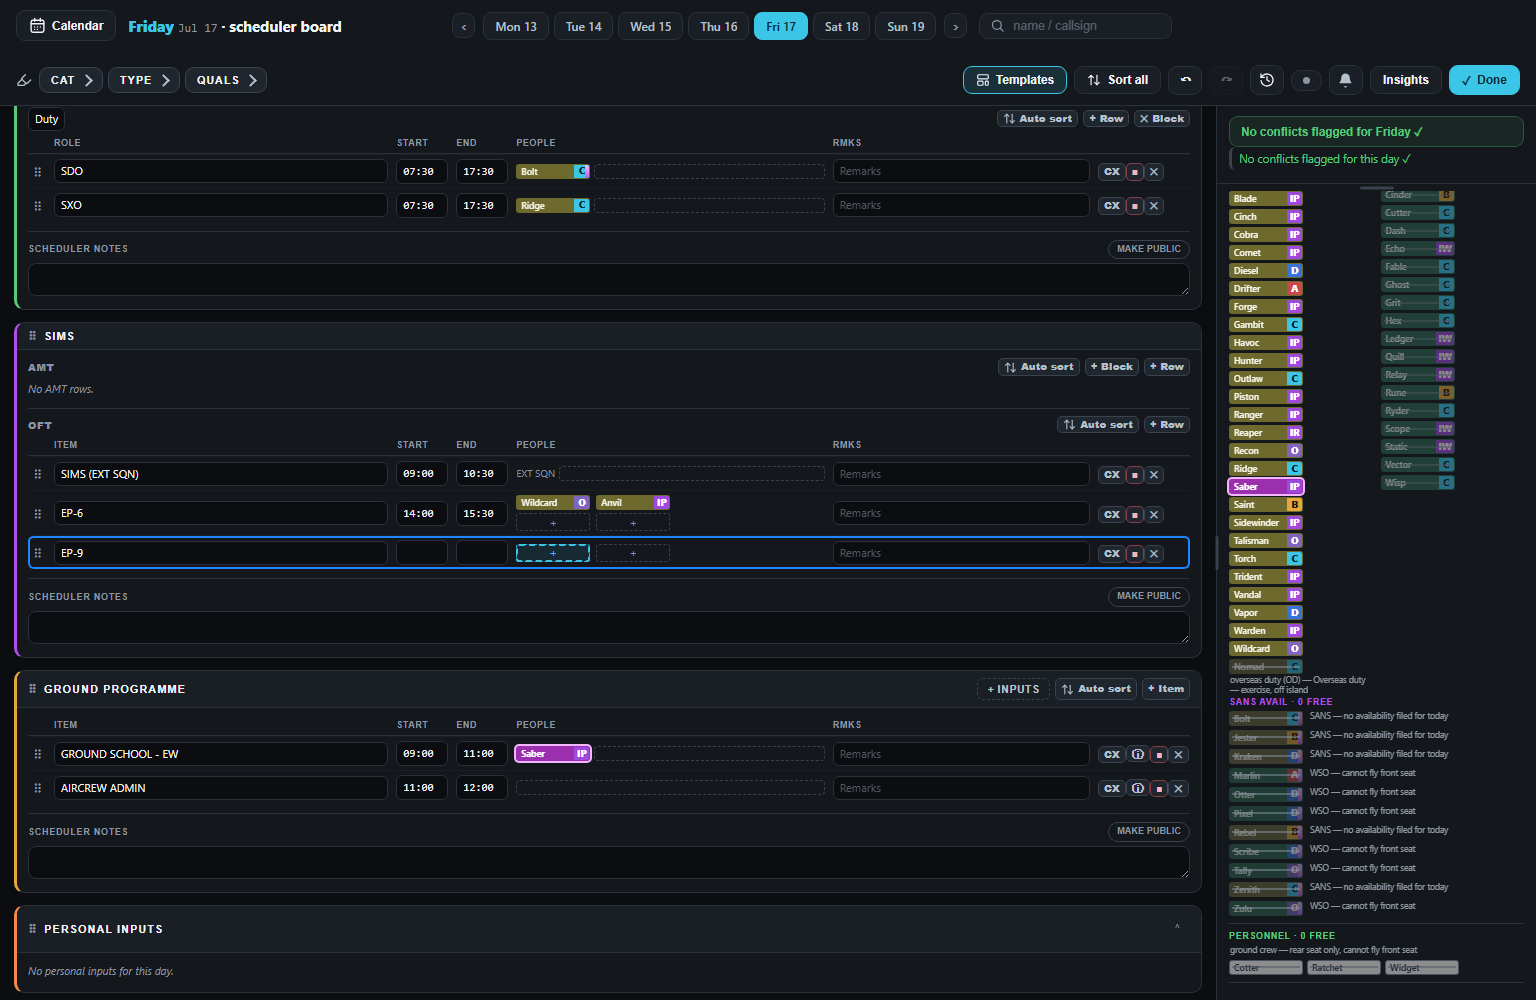 Calendar
Friday Jul 17 · scheduler board
‹ Mon 13 Tue 14 Wed 15 Thu 16 Fri 17 Sat 18 Sun 19 ›
name / callsign
CAT TYPE QUALS
Templates Sort all Insights ✓ Done
Duty
Auto sort + Row ✕ Block
ROLE START END PEOPLE RMKS
SDO 07:30 17:30 Bolt C Remarks CX ✕
SXO 07:30 17:30 Ridge C Remarks CX ✕
SCHEDULER NOTES MAKE PUBLIC
SIMS
AMT Auto sort + Block + Row
No AMT rows.
OFT Auto sort + Row
ITEM START END PEOPLE RMKS
SIMS (EXT SQN) 09:00 10:30 EXT SQN Remarks CX ✕
EP-6 14:00 15:30 Wildcard O Anvil IP + + Remarks CX ✕
EP-9 + + Remarks CX ✕
SCHEDULER NOTES MAKE PUBLIC
GROUND PROGRAMME + INPUTS Auto sort + Item
ITEM START END PEOPLE RMKS
GROUND SCHOOL - EW 09:00 11:00 Saber IP Remarks CX ✕
AIRCREW ADMIN 11:00 12:00 Remarks CX ✕
SCHEDULER NOTES MAKE PUBLIC
PERSONAL INPUTS
No personal inputs for this day.
No conflicts flagged for Friday ✓
No conflicts flagged for this day ✓
Blade IP
Cinch IP
Cobra IP
Comet IP
Diesel D
Drifter A
Forge IP
Gambit C
Havoc IP
Hunter IP
Outlaw C
Piston IP
Ranger IP
Reaper IR
Recon O
Ridge C
Saber IP
Saint B
Sidewinder IP
Talisman O
Torch C
Trident IP
Vandal IP
Vapor D
Warden IP
Wildcard O
Nomad C
Cinder B
Cutter C
Dash C
Echo IW
Fable C
Ghost C
Grit C
Hex C
Ledger IW
Quill IW
Relay IW
Rune B
Ryder C
Scope IW
Static IW
Vector C
Wisp C
overseas duty (OD) — Overseas duty
— exercise, off island
SANS AVAIL · 0 FREE
Bolt C SANS — no availability filed for today
Jester B SANS — no availability filed for today
Kraken D SANS — no availability filed for today
Marlin A WSO — cannot fly front seat
Otter D WSO — cannot fly front seat
Pixel D WSO — cannot fly front seat
Rebel B SANS — no availability filed for today
Scribe D WSO — cannot fly front seat
Tally O WSO — cannot fly front seat
Zenith C SANS — no availability filed for today
Zulu O WSO — cannot fly front seat
PERSONNEL · 0 FREE
ground crew — rear seat only, cannot fly front seat
Cotter Ratchet Widget